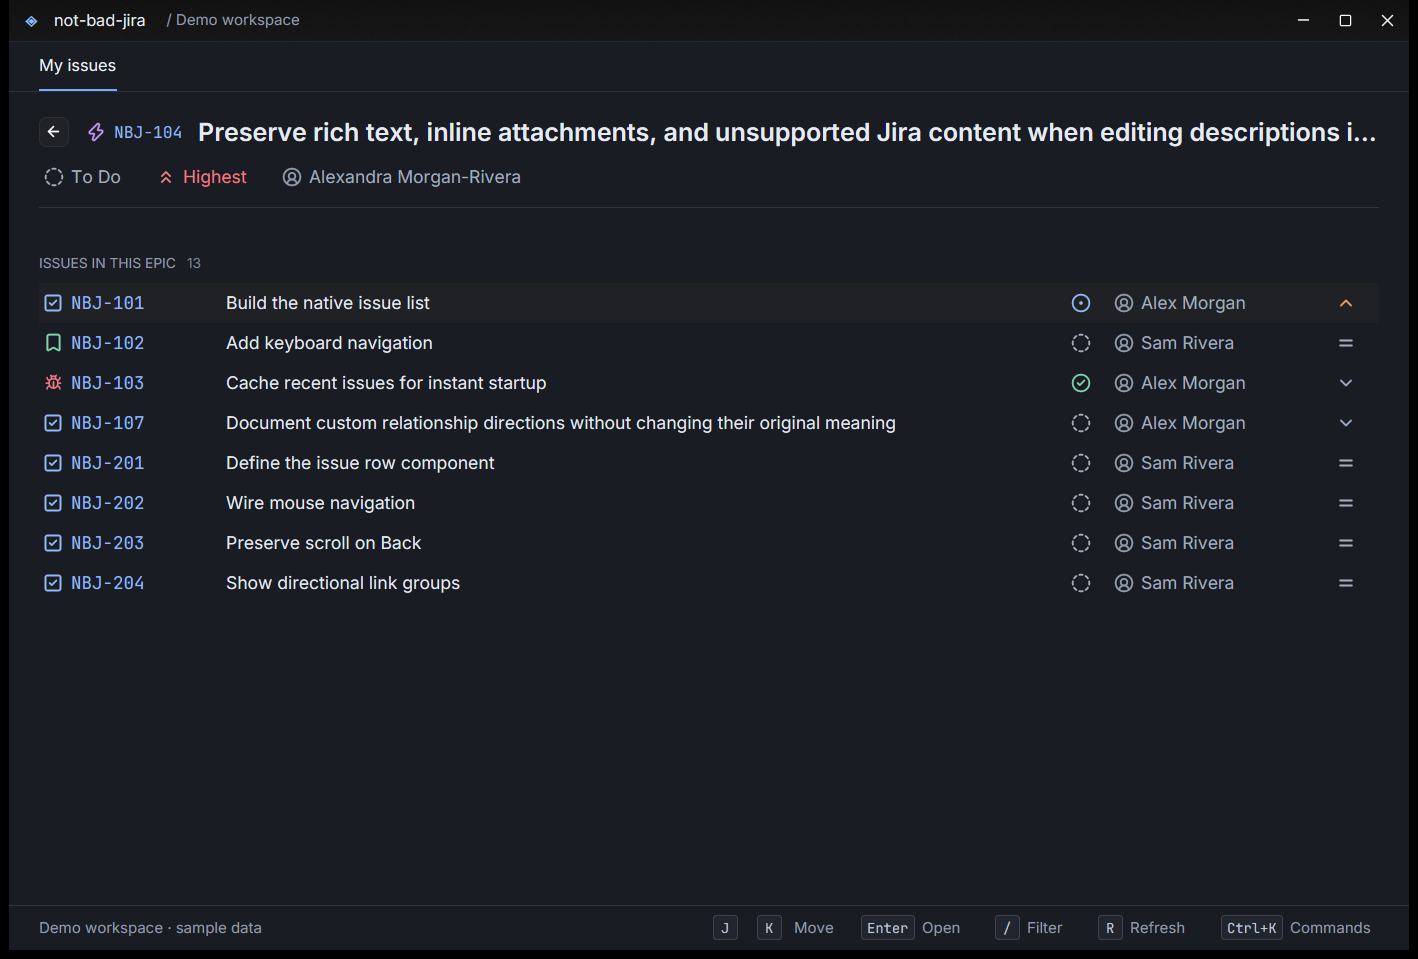 not-bad-jira / Demo workspace
My issues
NBJ-104 Preserve rich text, inline attachments, and unsupported Jira content when editing descriptions i...
To Do Highest Alexandra Morgan-Rivera
ISSUES IN THIS EPIC 13
NBJ-101 Build the native issue list Alex Morgan
NBJ-102 Add keyboard navigation Sam Rivera
NBJ-103 Cache recent issues for instant startup Alex Morgan
NBJ-107 Document custom relationship directions without changing their original meaning Alex Morgan
NBJ-201 Define the issue row component Sam Rivera
NBJ-202 Wire mouse navigation Sam Rivera
NBJ-203 Preserve scroll on Back Sam Rivera
NBJ-204 Show directional link groups Sam Rivera
Demo workspace · sample data J K Move Enter Open / Filter R Refresh Ctrl+K Commands